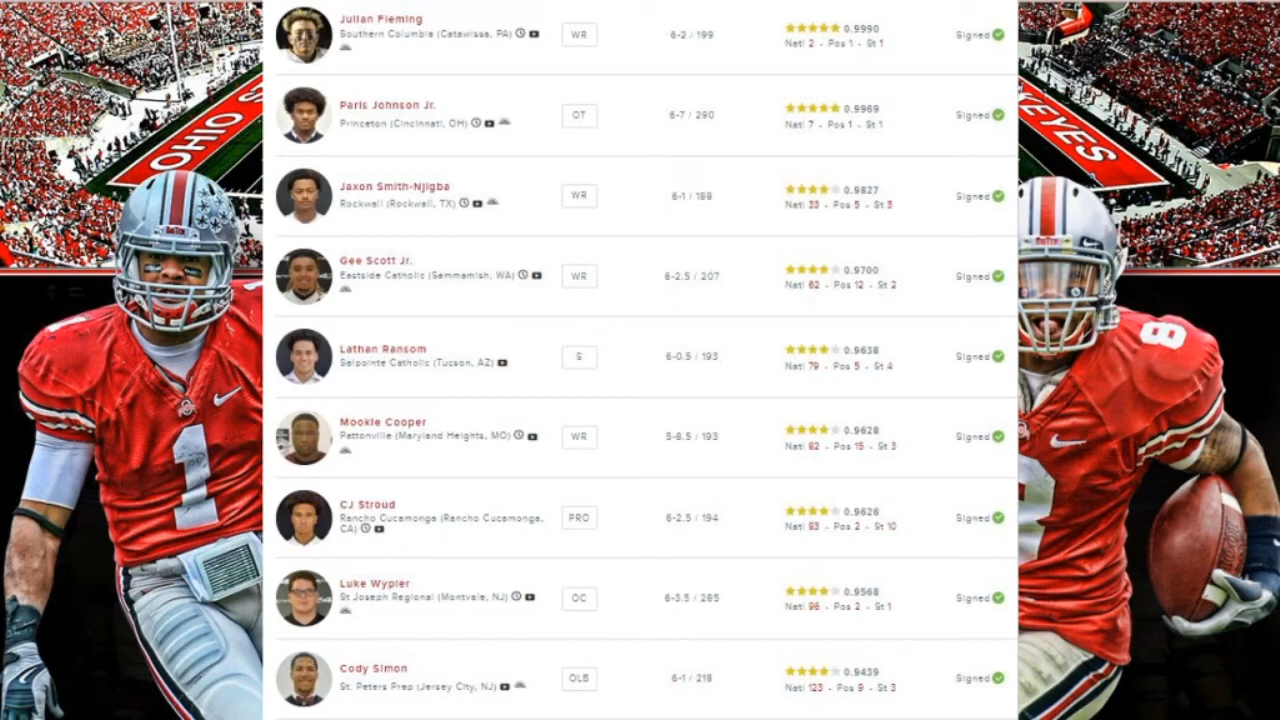 OHIO S
KEYES
Julian Fleming
Southern Columbia (Catawissa, PA)
WR
6-2 / 199
0.9990
Natl 2 - Pos 1 - St 1
Signed
Paris Johnson Jr.
Princeton (Cincinnati, OH)
OT
6-7 / 290
0.9969
Natl 7 - Pos 1 - St 1
Signed
Jaxon Smith-Njigba
Rockwall (Rockwall, TX)
WR
6-1 / 188
0.9827
Natl 33 - Pos 5 - St 5
Signed
Gee Scott Jr.
Eastside Catholic (Sammamish, WA)
WR
6-2.5 / 207
0.9700
Natl 62 - Pos 12 - St 2
Signed
Lathan Ransom
Salpointe Catholic (Tucson, AZ)
S
6-0.5 / 193
0.9638
Natl 79 - Pos 5 - St 4
Signed
Mookie Cooper
Pattonville (Maryland Heights, MO)
WR
5-8.5 / 193
0.9628
Natl 82 - Pos 15 - St 3
Signed
CJ Stroud
Rancho Cucamonga (Rancho Cucamonga,
CA)
PRO
6-2.5 / 194
0.9626
Natl 83 - Pos 2 - St 10
Signed
Luke Wypler
St Joseph Regional (Montvale, NJ)
OC
6-3.5 / 285
0.9568
Natl 96 - Pos 2 - St 1
Signed
Cody Simon
St. Peters Prep (Jersey City, NJ)
OLB
6-1 / 218
0.9439
Natl 123 - Pos 9 - St 3
Signed
BIGTEN
1
1
BIGTEN
8